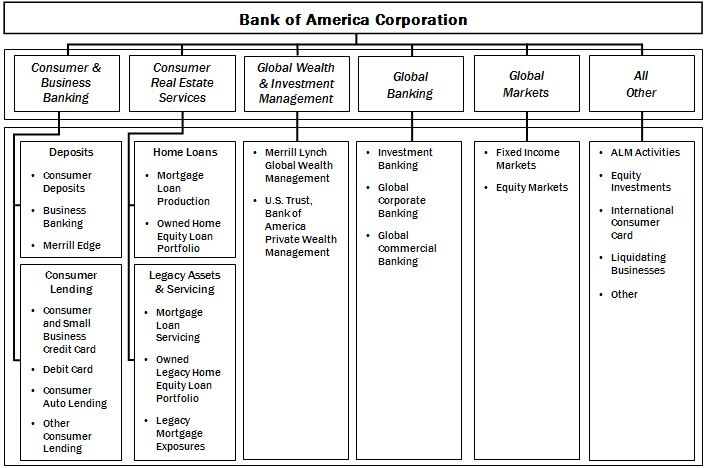 Bank of America Corporation
Consumer &
Business
Banking
Consumer
Real Estate
Services
Global Wealth
& Investment
Management
Global
Banking
Global
Markets
All
Other
Deposits
• Consumer
Deposits
• Business
Banking
• Merrill Edge
Consumer
Lending
• Consumer
and Small
Business
Credit Card
• Debit Card
• Consumer
Auto Lending
• Other
Consumer
Lending
Home Loans
• Mortgage
Loan
Production
• Owned Home
Equity Loan
Portfolio
Legacy Assets
& Servicing
• Mortgage
Loan
Servicing
• Owned
Legacy Home
Equity Loan
Portfolio
• Legacy
Mortgage
Exposures
• Merrill Lynch
Global Wealth
Management
• U.S. Trust,
Bank of
America
Private Wealth
Management
• Investment
Banking
• Global
Corporate
Banking
• Global
Commercial
Banking
• Fixed Income
Markets
• Equity Markets
• ALM Activities
• Equity
Investments
• International
Consumer
Card
• Liquidating
Businesses
• Other